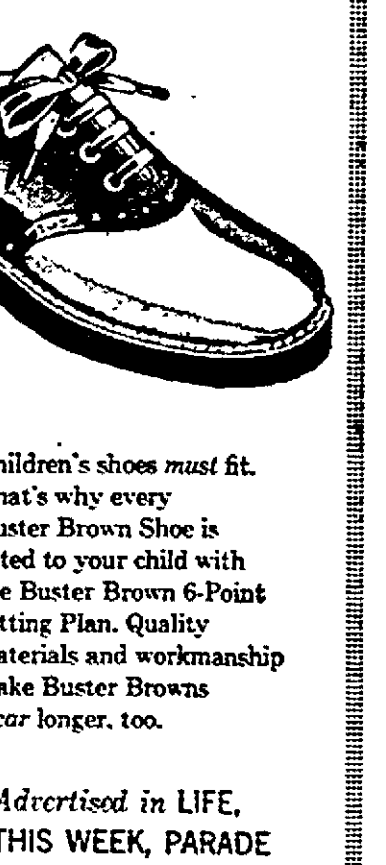 hildren's shoes must fit.
hat's why every
uster Brown Shoe is
ted to your child with
e Buster Brown 6-Point
tting Plan. Quality
aterials and workmanship
ake Buster Browns
ear longer, too.
Advertised in LIFE,
THIS WEEK, PARADE